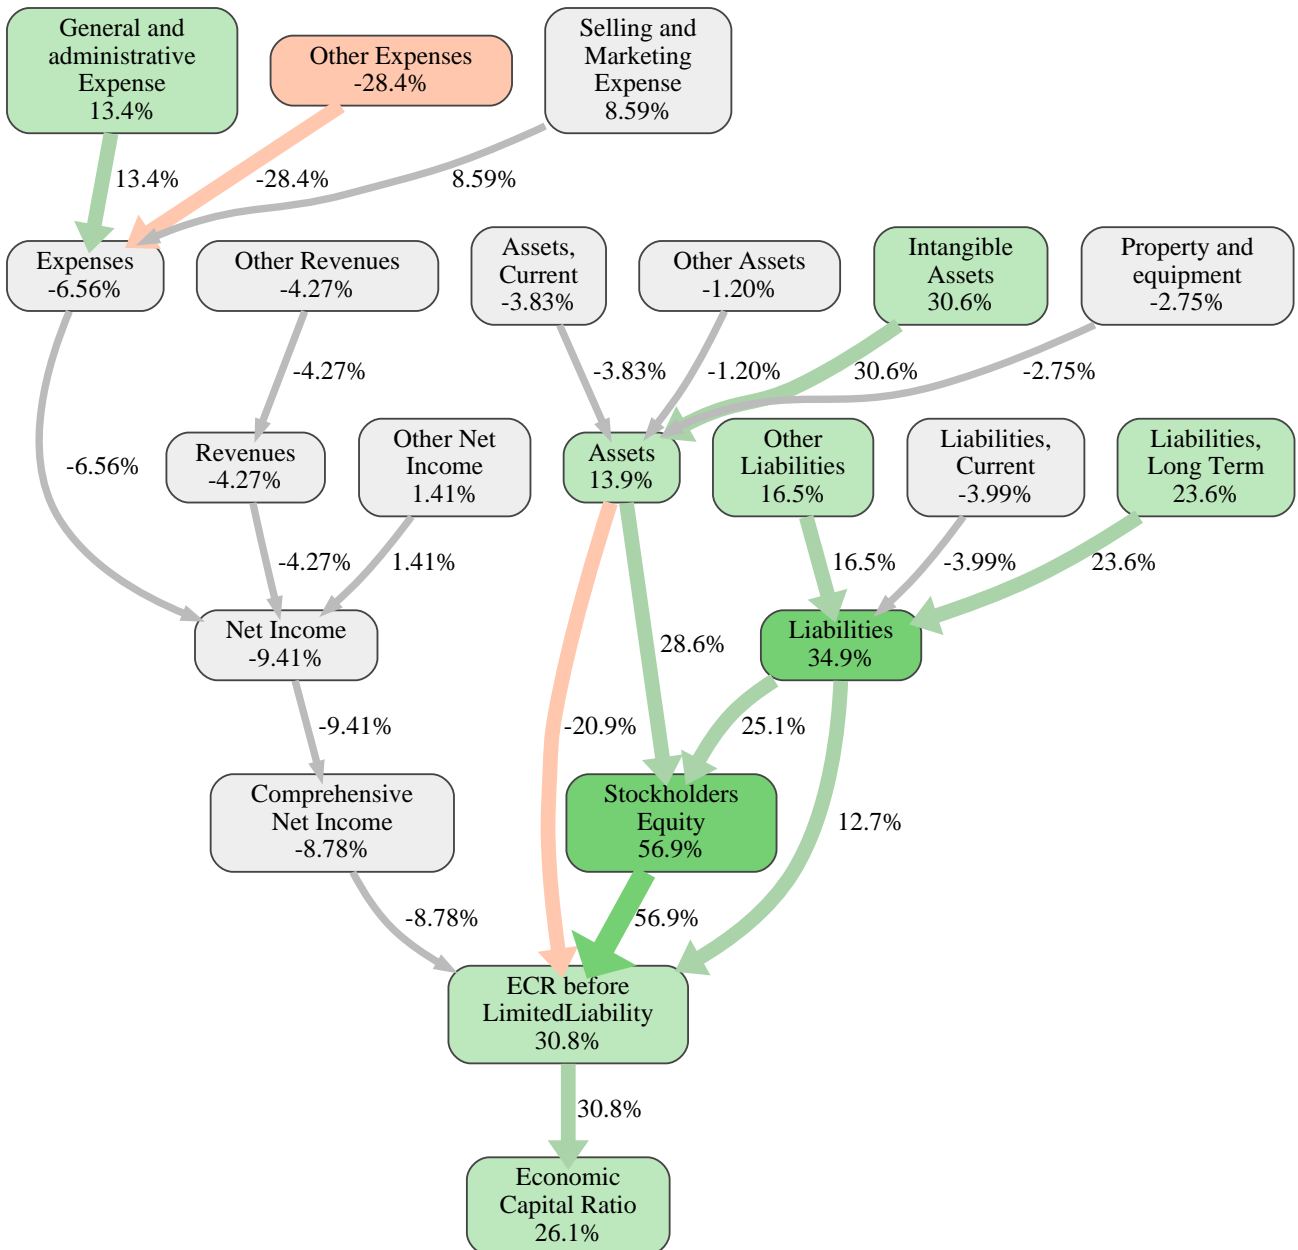 General and
administrative
Expense
13.4%
Other Expenses
-28.4%
Selling and
Marketing
Expense
8.59%
13.4%
-28.4%
8.59%
Expenses
-6.56%
Other Revenues
-4.27%
Assets,
Current
-3.83%
Other Assets
-1.20%
Intangible
Assets
30.6%
Property and
equipment
-2.75%
-4.27%
-3.83%
-1.20%
30.6%
-2.75%
-6.56%
Revenues
-4.27%
Other Net
Income
1.41%
Assets
13.9%
Other
Liabilities
16.5%
Liabilities,
Current
-3.99%
Liabilities,
Long Term
23.6%
-4.27%
1.41%
16.5%
-3.99%
23.6%
Net Income
-9.41%
28.6%
Liabilities
34.9%
-9.41%
-20.9%
25.1%
Comprehensive
Net Income
-8.78%
Stockholders
Equity
56.9%
12.7%
-8.78%
56.9%
ECR before
LimitedLiability
30.8%
30.8%
Economic
Capital Ratio
26.1%